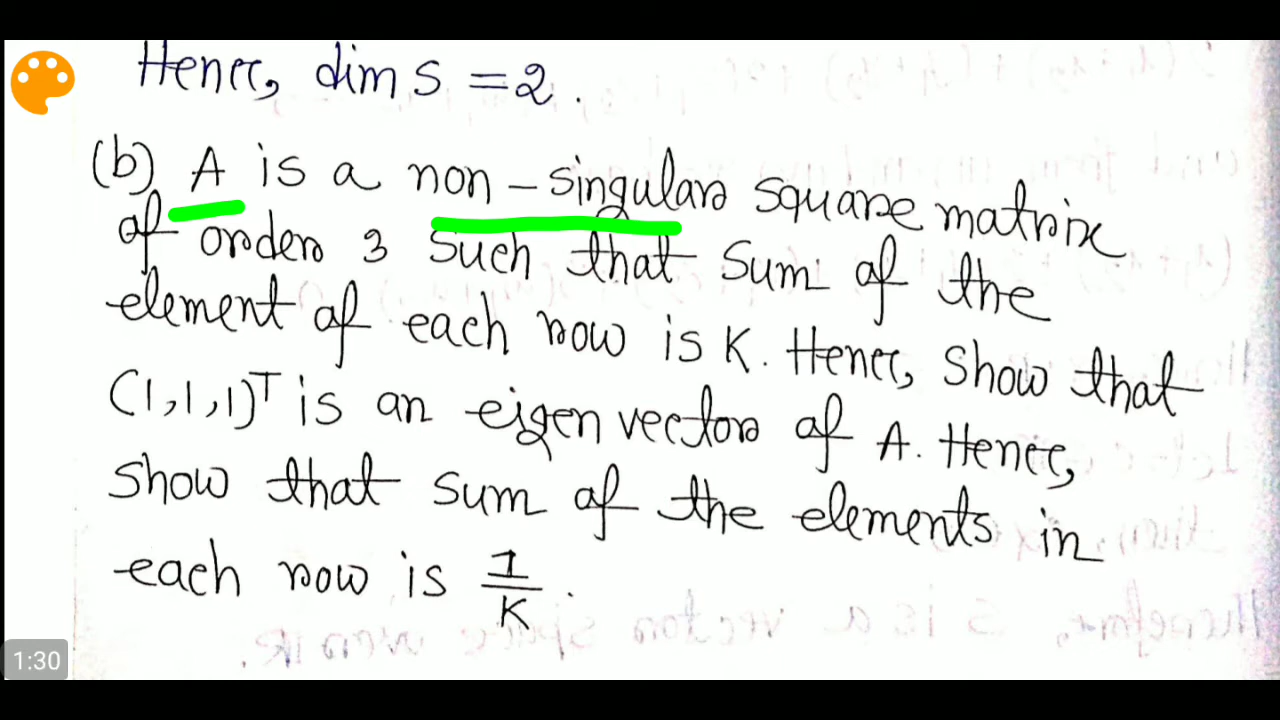 Hence, dim S = 2.
(b) A is a non-singular square matrix
of order 3 such that sum of the
element of each row is K. Hence, show that
(1,1,1)ᵀ is an eigen vector of A. Hence,
show that sum of the elements in
each row is 1/K.
1:30